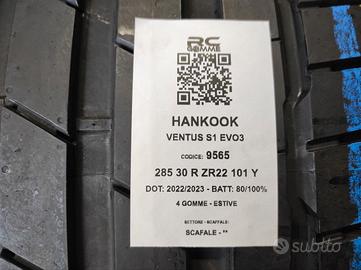 RC
GOMME
HANKOOK
VENTUS S1 EVO3
CODICE: 9565
285 30 R ZR22 101 Y
DOT: 2022/2023 - BATT: 80/100%
4 GOMME - ESTIVE
SETTORE - SCAFFALE:
SCAFALE - **
subito